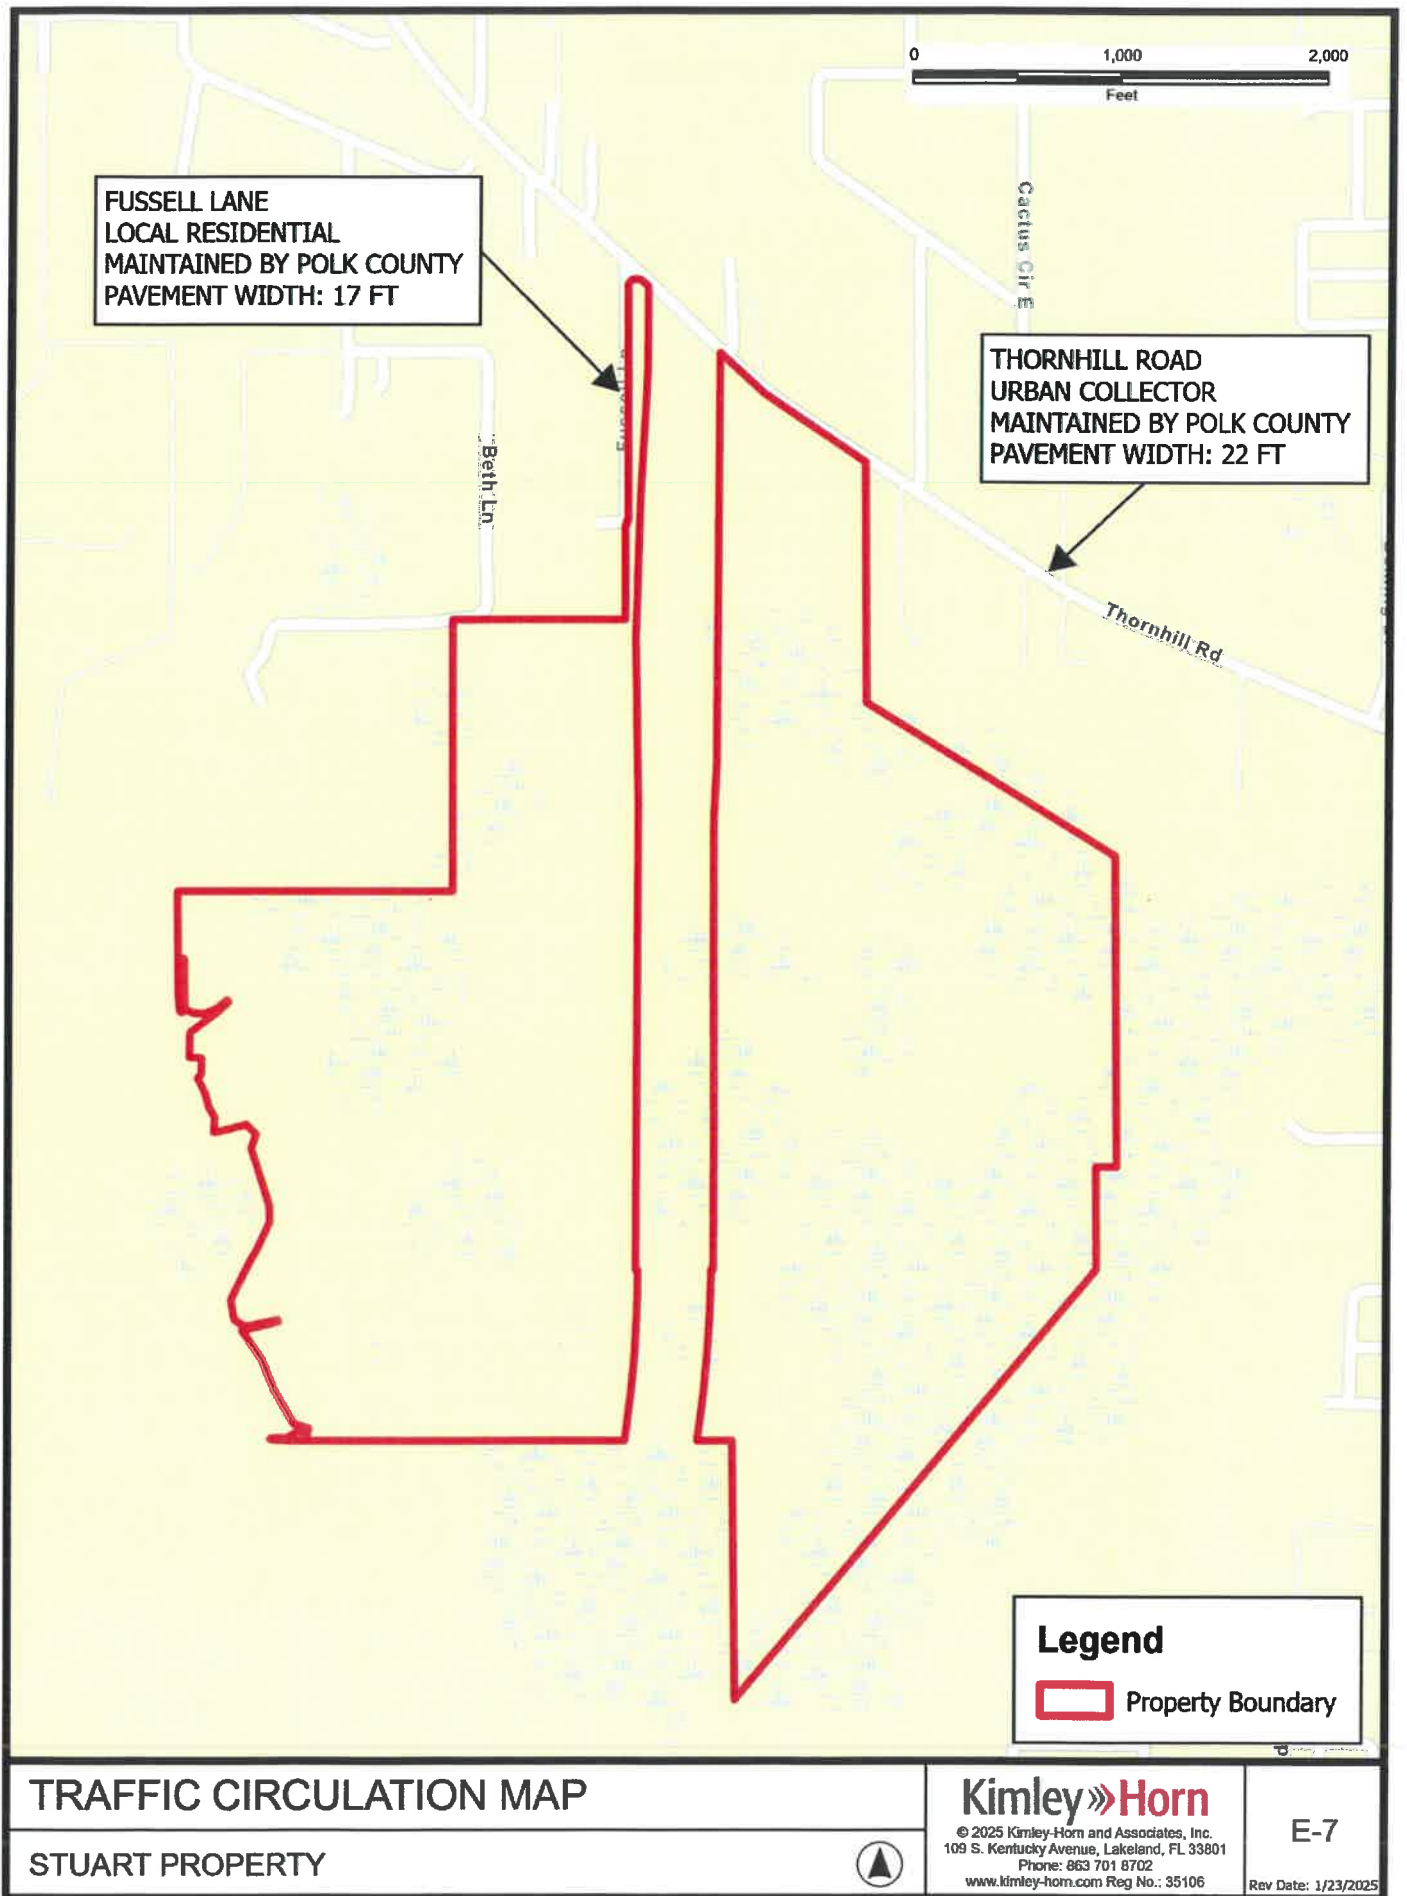 0 1,000 2,000
Feet
FUSSELL LANE
LOCAL RESIDENTIAL
MAINTAINED BY POLK COUNTY
PAVEMENT WIDTH: 17 FT
Cactus Cir E
THORNHILL ROAD
URBAN COLLECTOR
MAINTAINED BY POLK COUNTY
PAVEMENT WIDTH: 22 FT
Beth Ln
Thornhill Rd
Legend
Property Boundary
TRAFFIC CIRCULATION MAP
STUART PROPERTY
Kimley»Horn
© 2025 Kimley-Horn and Associates, Inc.
109 S. Kentucky Avenue, Lakeland, FL 33801
Phone: 863 701 8702
www.kimley-horn.com Reg No.: 35106
E-7
Rev Date: 1/23/2025